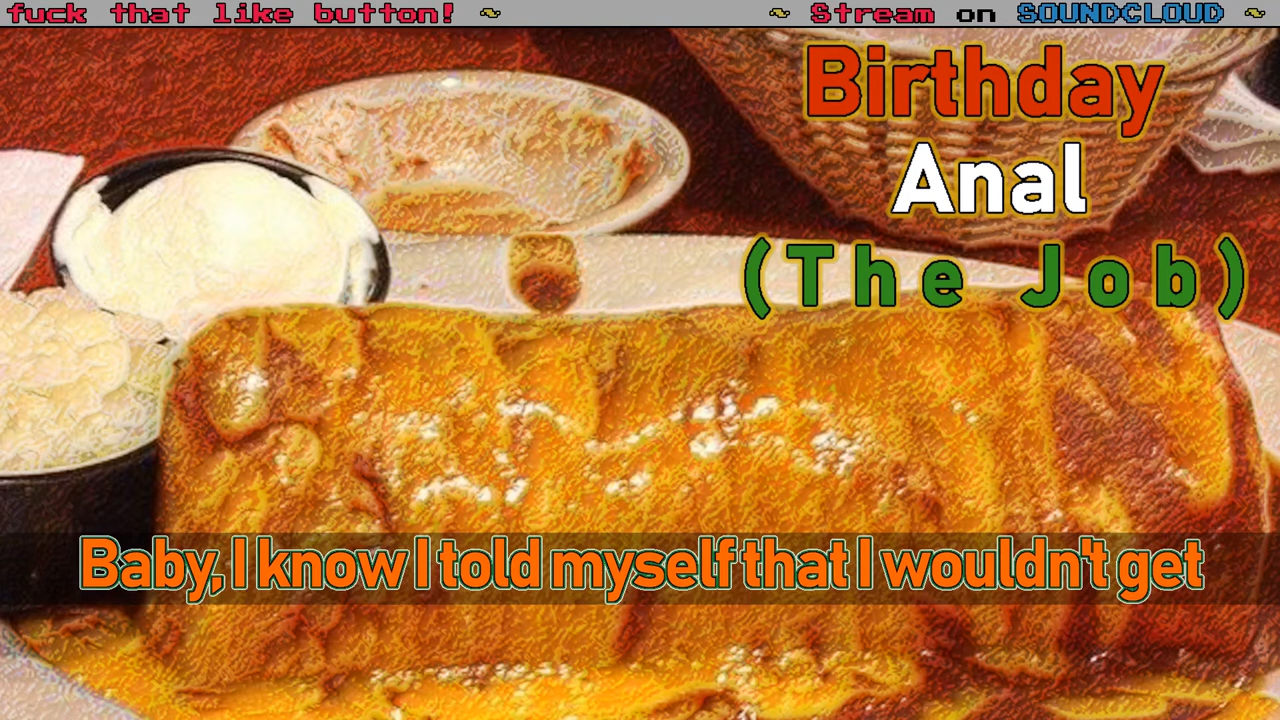 fuck that like button! ~ ~ Stream on SOUNDCLOUD ~
Birthday
Anal
(The Job)
Baby, I know I told myself that I wouldn't get